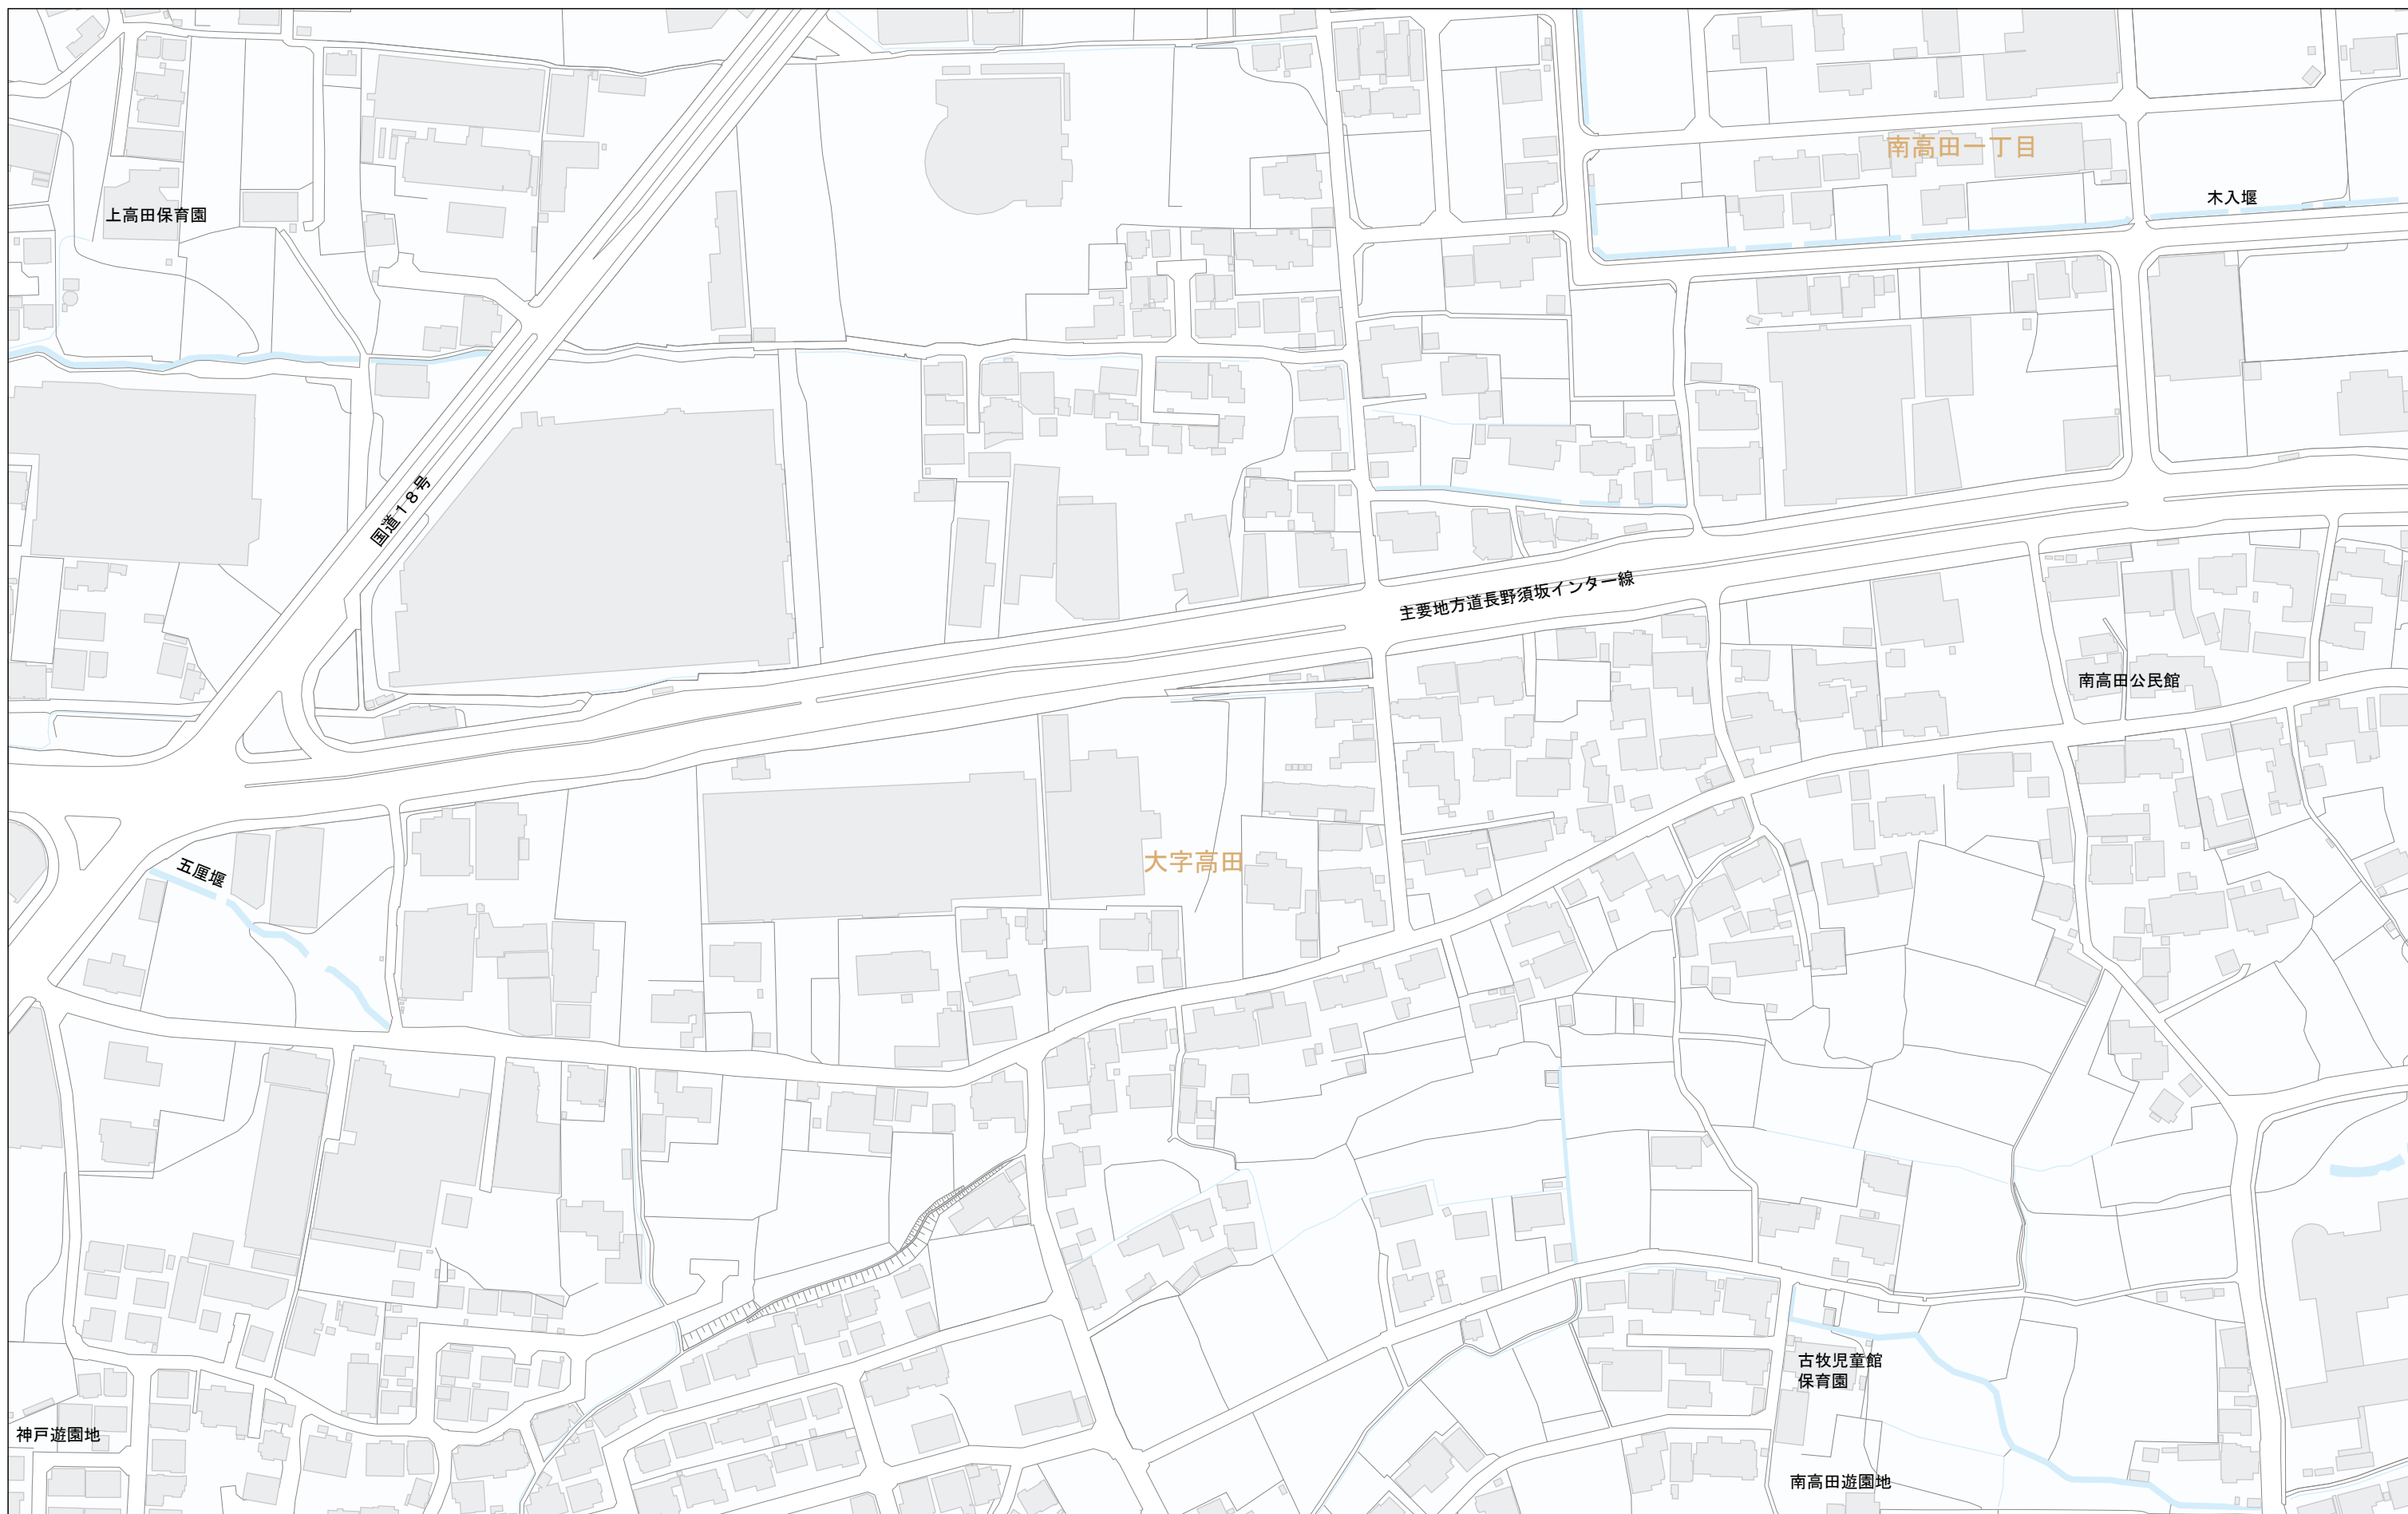 南高田一丁目
木入堰
上高田保育園
国道18号
主要地方道長野須坂インター線
南高田公民館
大字高田
五厘堰
古牧児童館
保育園
神戸遊園地
南高田遊園地